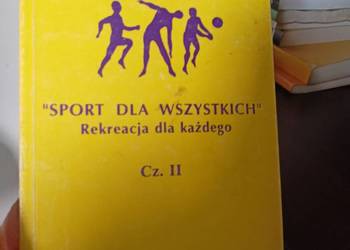 "SPORT DLA WSZYSTKICH"
Rekreacja dla każdego
Cz. II